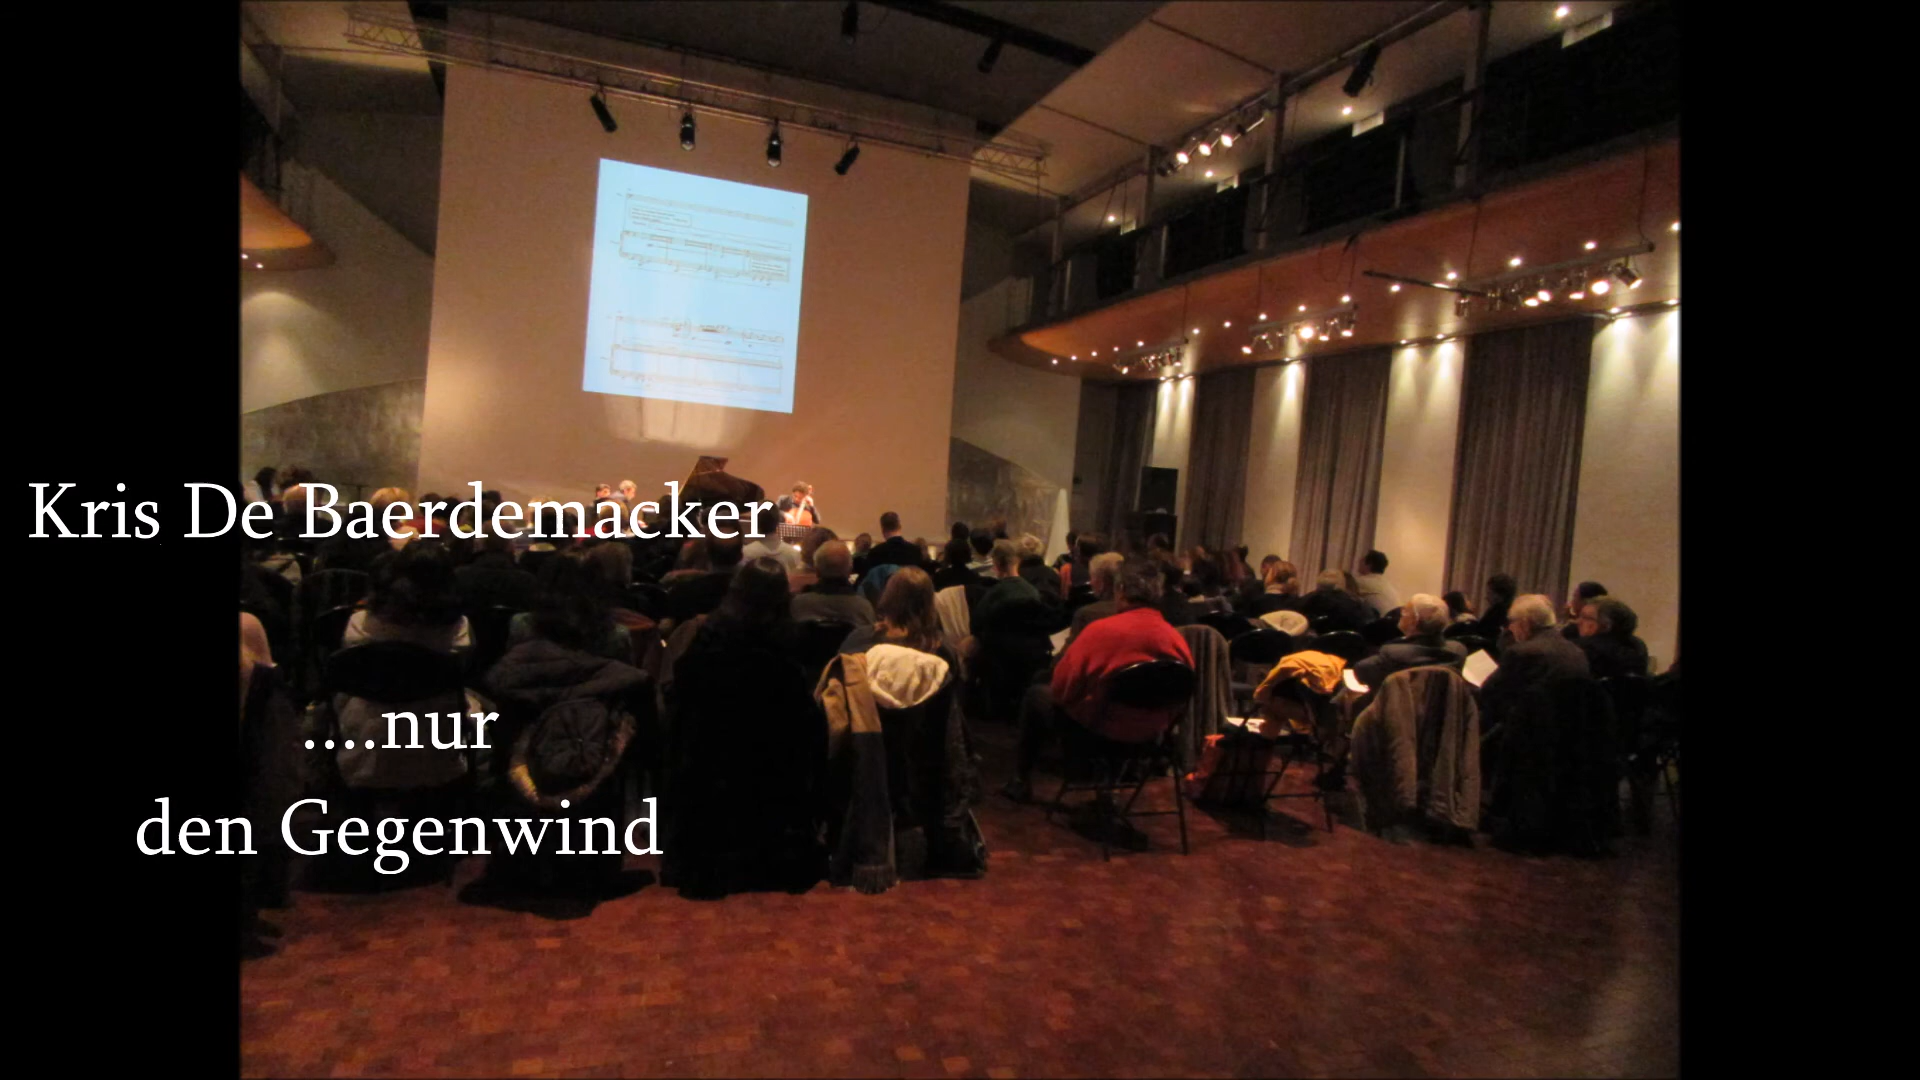 Kris De Baerdemacker
....nur
den Gegenwind